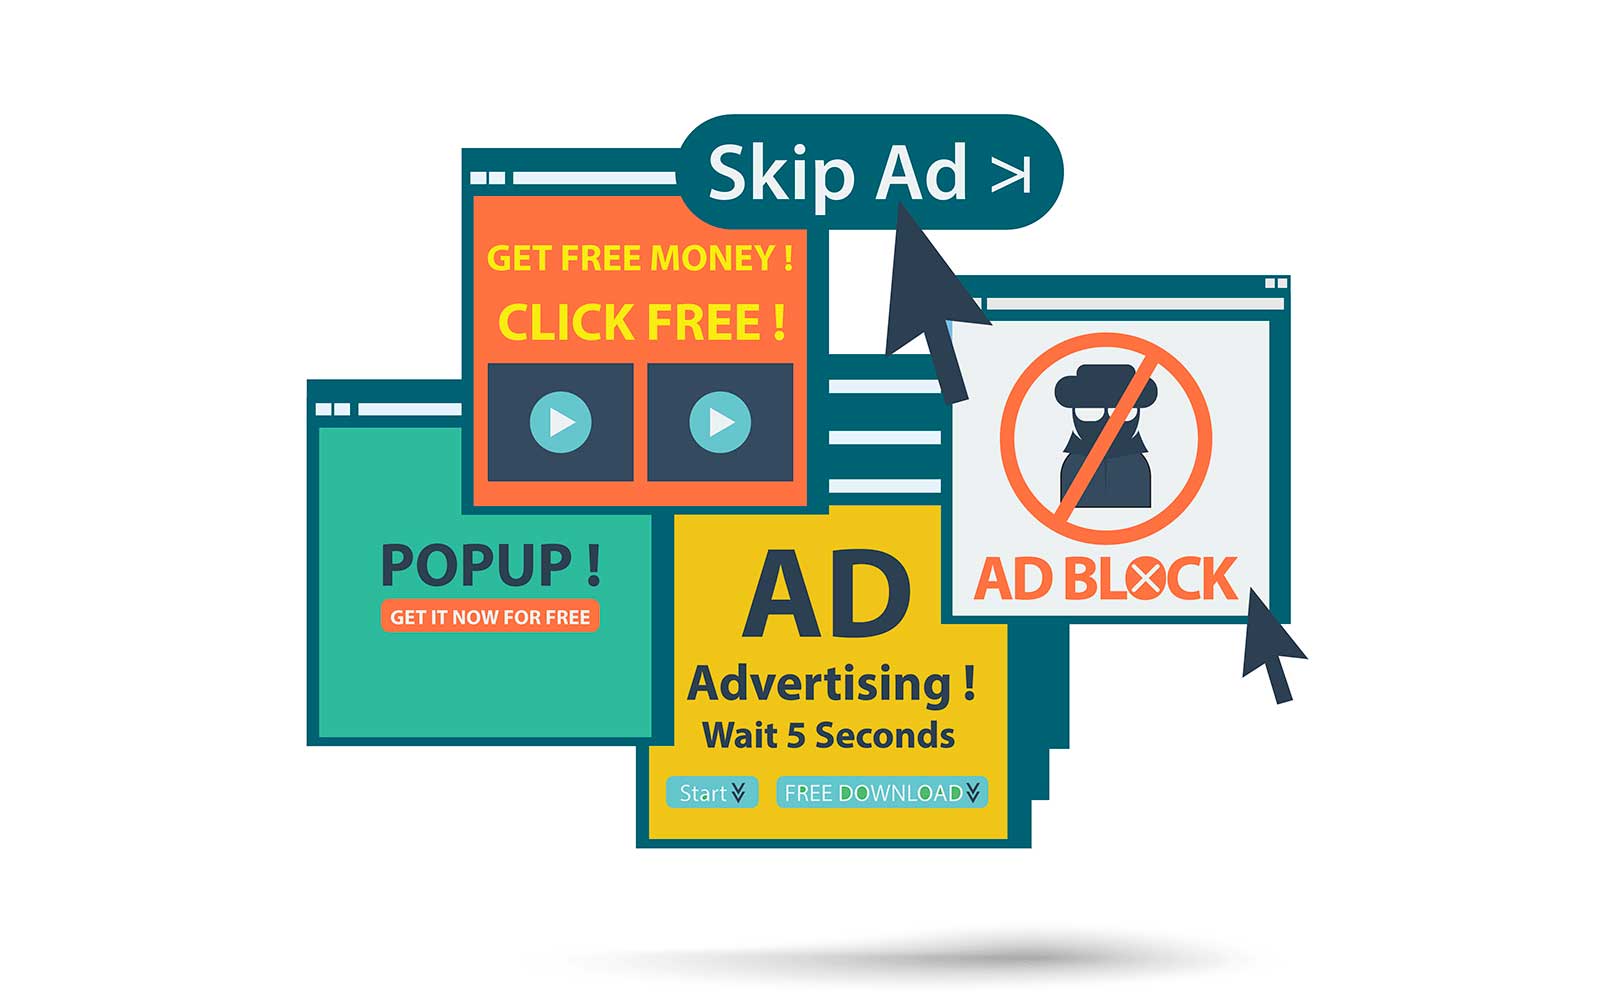 Skip Ad
GET FREE MONEY !
CLICK FREE !
POPUP !
GET IT NOW FOR FREE
AD
Advertising !
Wait 5 Seconds
Start
FREE DOWNLOAD
AD BLOCK